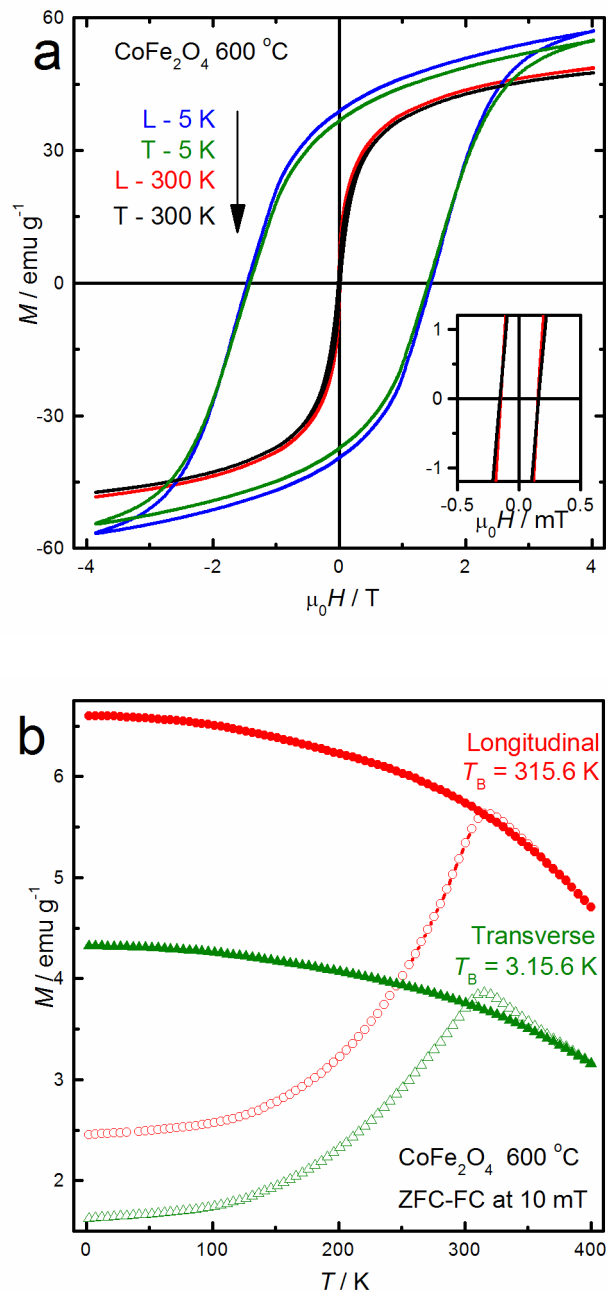 a
CoFe2O4 600 °C
L - 5 K
T - 5 K
L - 300 K
T - 300 K
M / emu g-1
30
0
-30
-60
-4
-2
0
2
4
μ0H / T
1
0
-1
-0.5
0.0
0.5
μ0H / mT
b
Longitudinal
TB = 315.6 K
Transverse
TB = 3.15.6 K
CoFe2O4 600 °C
ZFC-FC at 10 mT
M / emu g-1
6
5
4
3
2
0
100
200
300
400
T / K